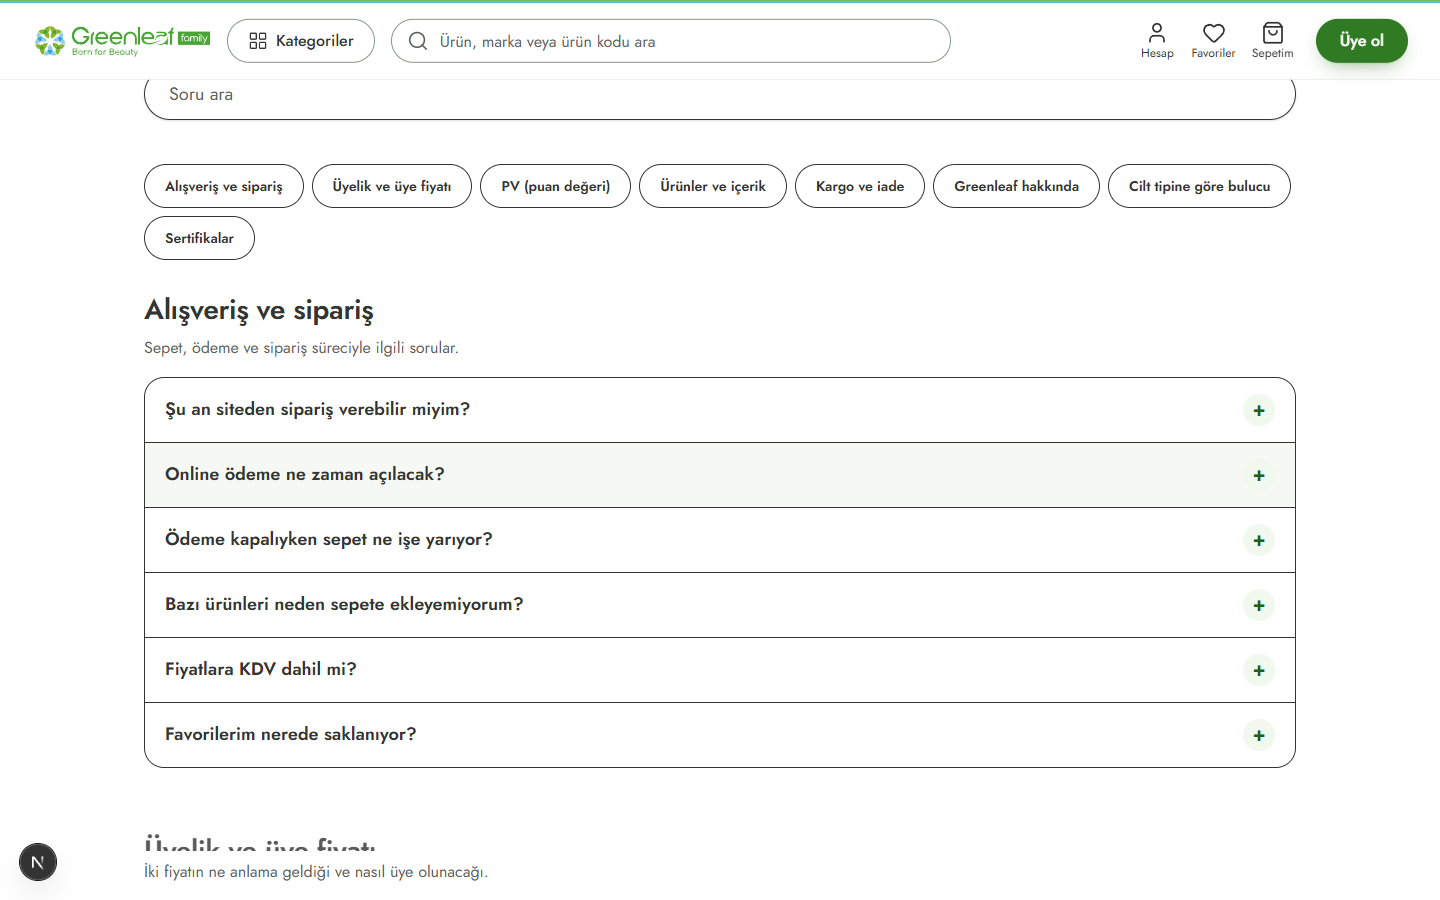 Greenleaf family
Born for Beauty
Kategoriler
Ürün, marka veya ürün kodu ara
Hesap
Favoriler
Sepetim
Üye ol
Soru ara
Alışveriş ve sipariş
Üyelik ve üye fiyatı
PV (puan değeri)
Ürünler ve içerik
Kargo ve iade
Greenleaf hakkında
Cilt tipine göre bulucu
Sertifikalar
Alışveriş ve sipariş
Sepet, ödeme ve sipariş süreciyle ilgili sorular.
Şu an siteden sipariş verebilir miyim?
+
Online ödeme ne zaman açılacak?
+
Ödeme kapalıyken sepet ne işe yarıyor?
+
Bazı ürünleri neden sepete ekleyemiyorum?
+
Fiyatlara KDV dahil mi?
+
Favorilerim nerede saklanıyor?
+
Üyelik ve üye fiyatı
İki fiyatın ne anlama geldiği ve nasıl üye olunacağı.
N